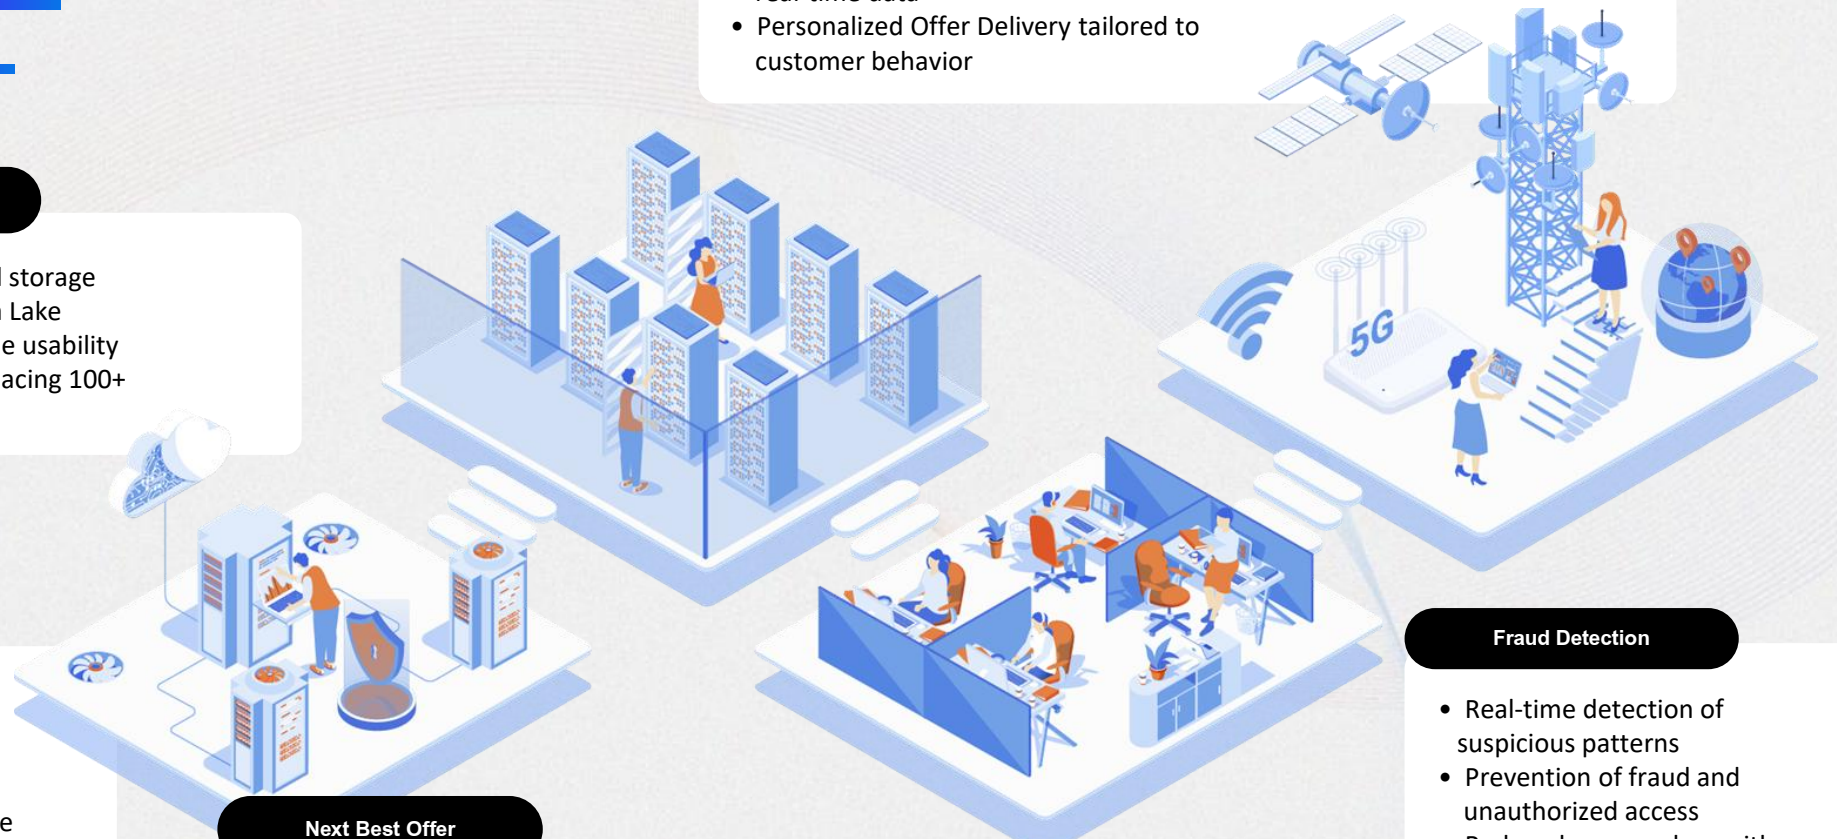 • Personalized Offer Delivery tailored to
customer behavior
storage
Lake
usability
100+
5G
Fraud Detection
• Real-time detection of
suspicious patterns
• Prevention of fraud and
unauthorized access
Next Best Offer